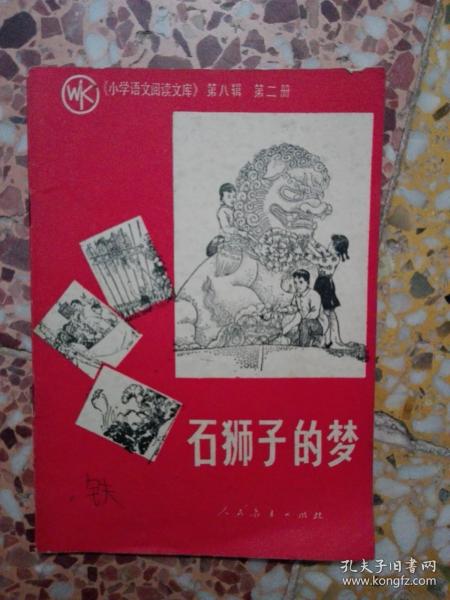 WK
《小学语文阅读文库》 第八辑 第二册
石狮子的梦
铁
人民教育出版社
孔夫子旧书网
www.kongfz.com